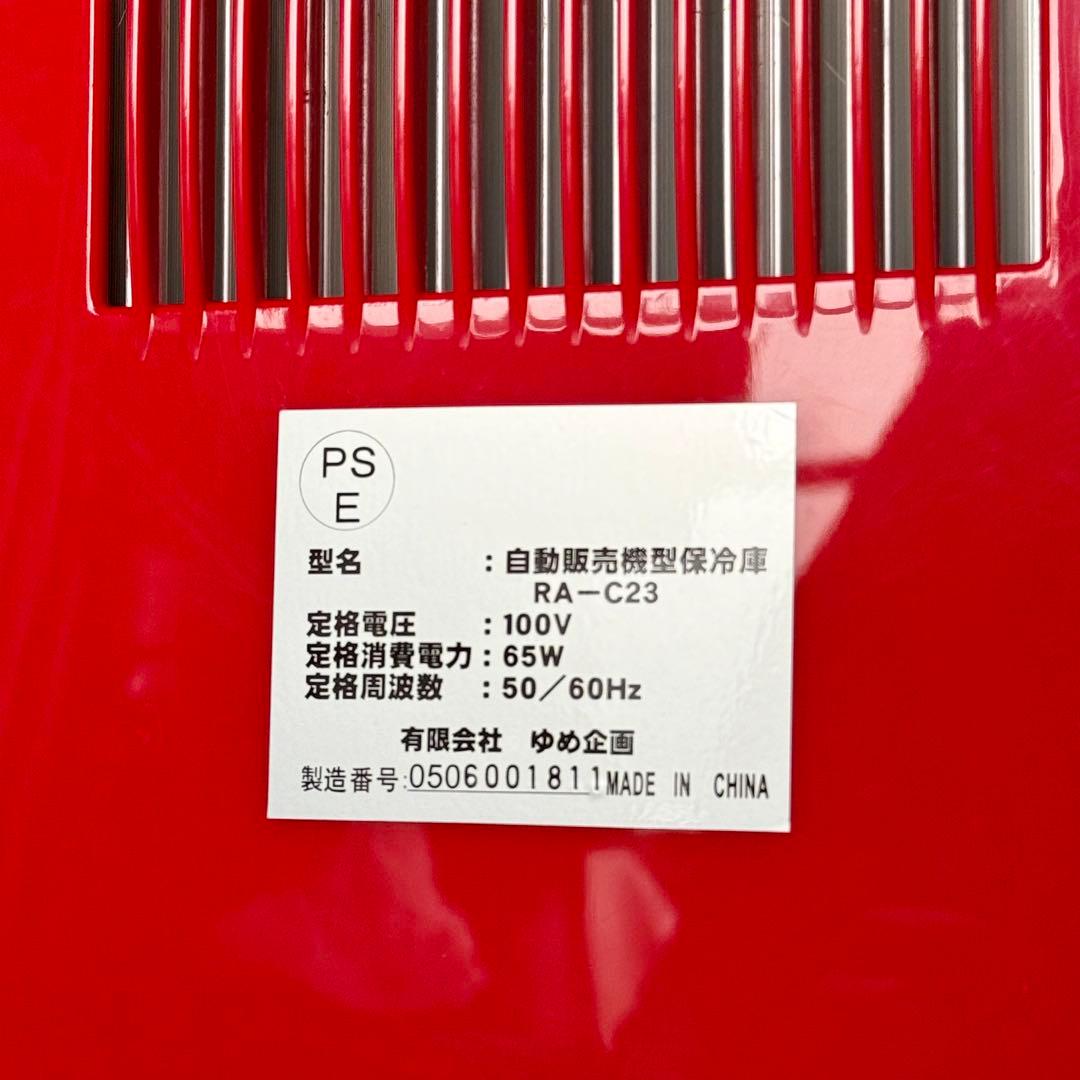 PS
E
型名 : 自動販売機型保冷庫
RA-C23
定格電圧 : 100V
定格消費電力 : 65W
定格周波数 : 50/60Hz
有限会社 ゆめ企画
製造番号:0506001811 MADE IN CHINA